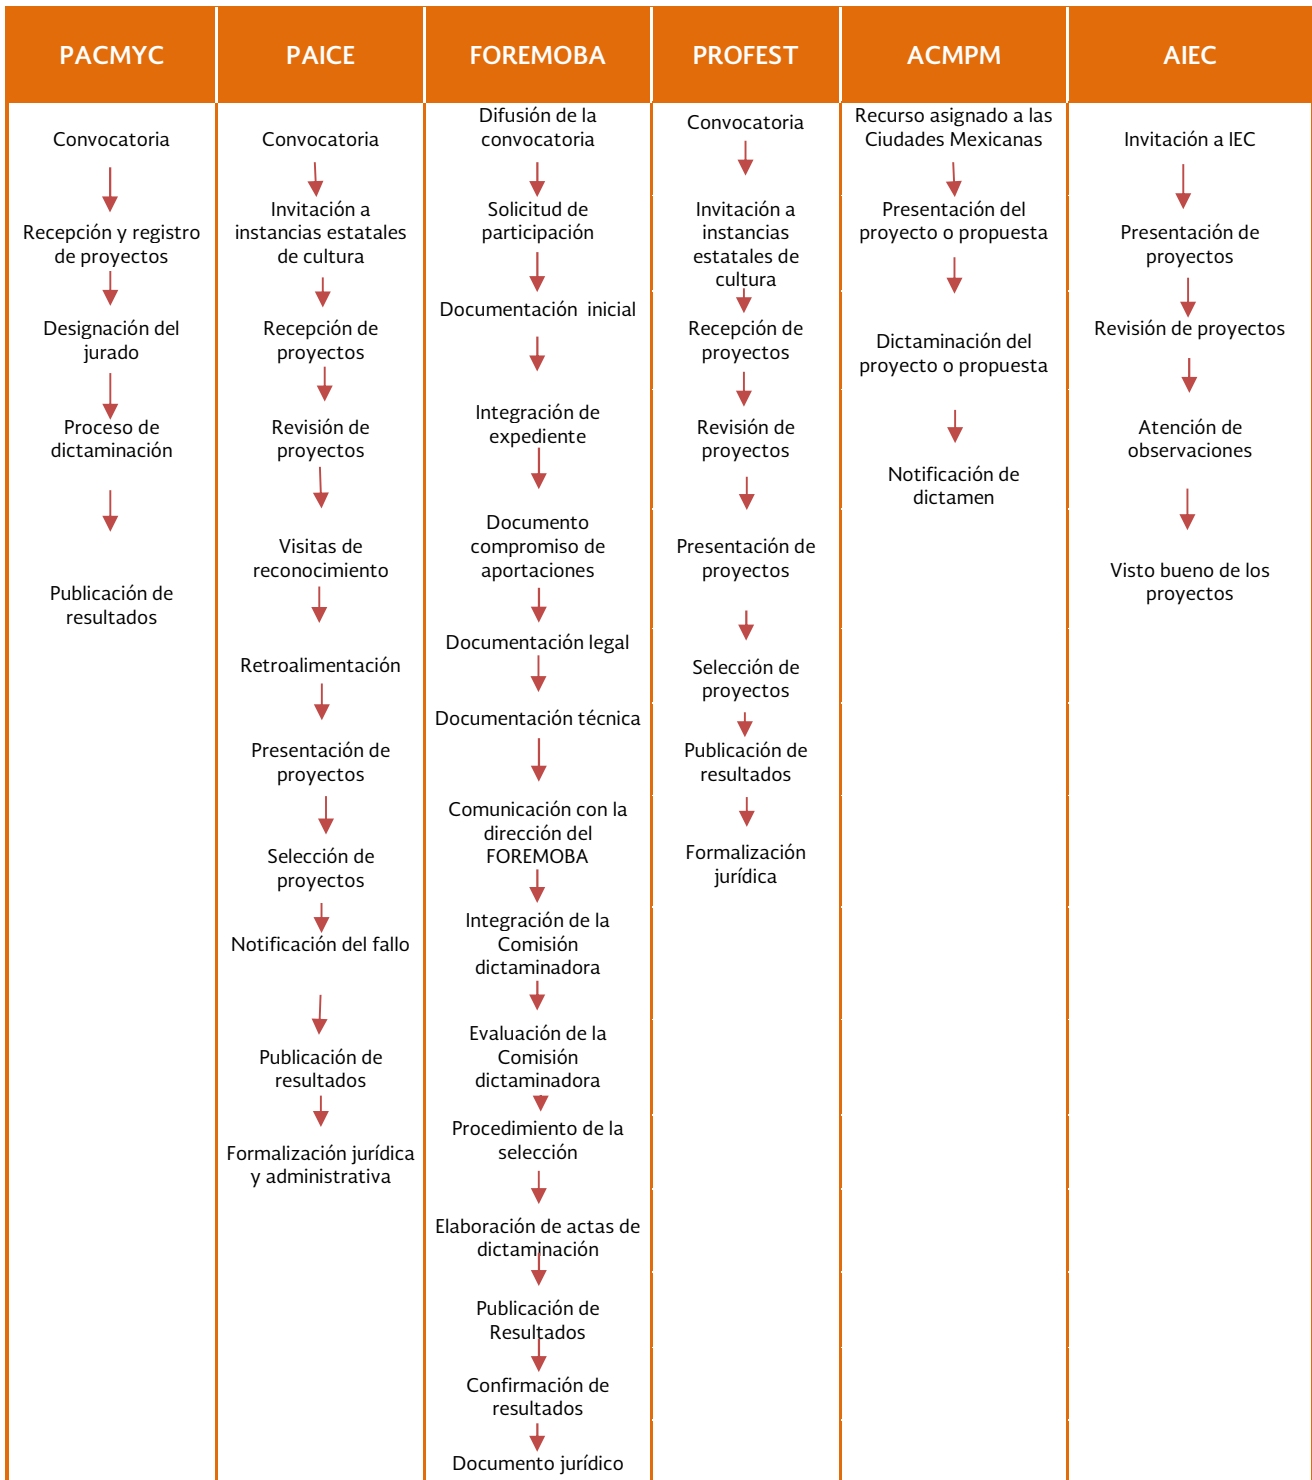 PACMYC
PAICE
FOREMOBA
PROFEST
ACMPM
AIEC
Convocatoria
Recepción y registro
de proyectos
Designación del
jurado
Proceso de
dictaminación
Publicación de
resultados
Convocatoria
Invitación a
instancias estatales
de cultura
Recepción de
proyectos
Revisión de
proyectos
Visitas de
reconocimiento
Retroalimentación
Presentación de
proyectos
Selección de
proyectos
Notificación del fallo
Publicación de
resultados
Formalización jurídica
y administrativa
Difusión de la
convocatoria
Solicitud de
participación
Documentación inicial
Integración de
expediente
Documento
compromiso de
aportaciones
Documentación legal
Documentación técnica
Comunicación con la
dirección del
FOREMOBA
Integración de la
Comisión
dictaminadora
Evaluación de la
Comisión
dictaminadora
Procedimiento de la
selección
Elaboración de actas de
dictaminación
Publicación de
Resultados
Confirmación de
resultados
Documento jurídico
Convocatoria
Invitación a
instancias
estatales de
cultura
Recepción de
proyectos
Revisión de
proyectos
Presentación de
proyectos
Selección de
proyectos
Publicación de
resultados
Formalización
jurídica
Recurso asignado a las
Ciudades Mexicanas
Presentación del
proyecto o propuesta
Dictaminación del
proyecto o propuesta
Notificación de
dictamen
Invitación a IEC
Presentación de
proyectos
Revisión de proyectos
Atención de
observaciones
Visto bueno de los
proyectos